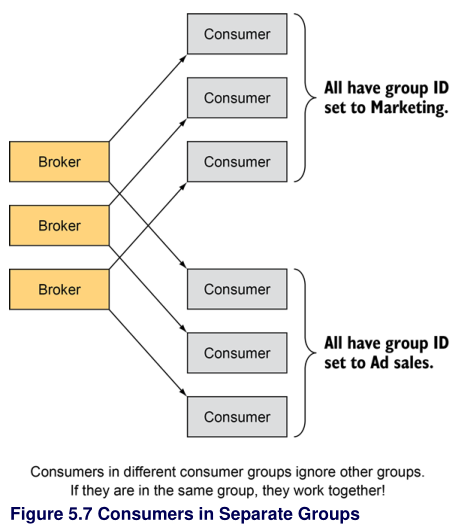 Consumer
Consumer
Consumer
All have group ID
set to Marketing.
Broker
Broker
Broker
Consumer
Consumer
Consumer
All have group ID
set to Ad sales.
Consumers in different consumer groups ignore other groups.
If they are in the same group, they work together!
Figure 5.7 Consumers in Separate Groups